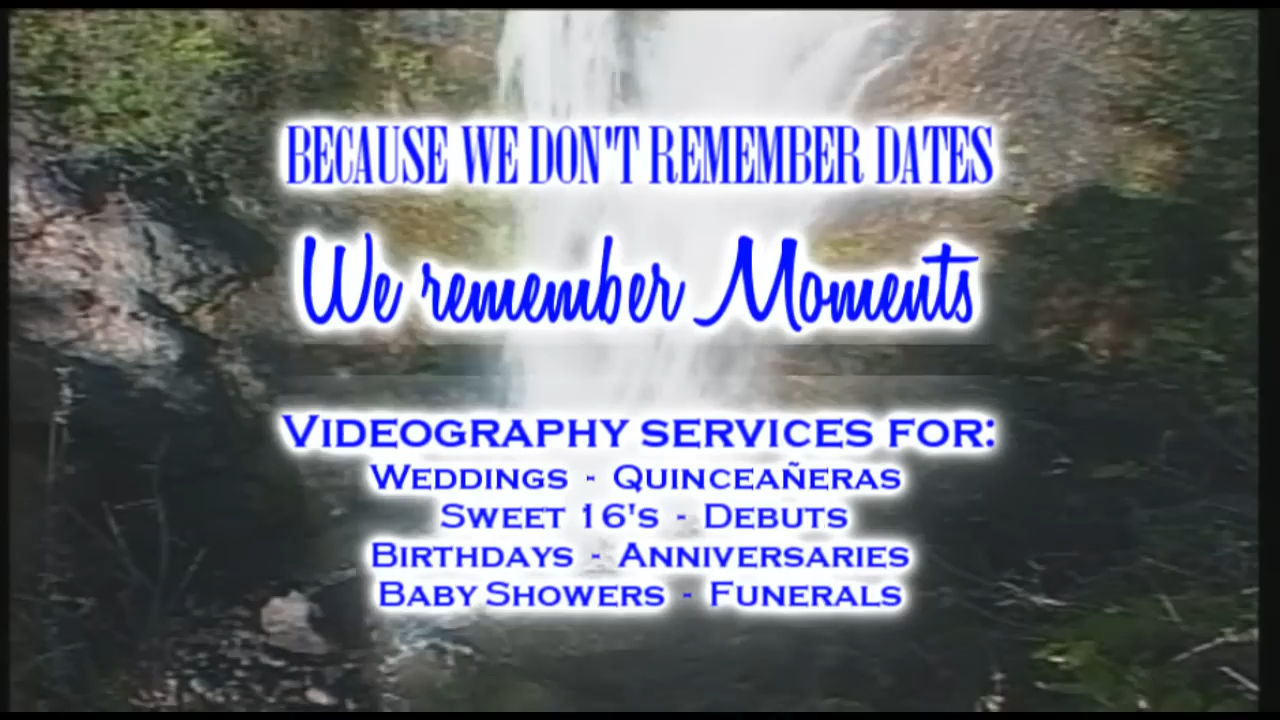 BECAUSE WE DON'T REMEMBER DATES
We remember Moments
VIDEOGRAPHY SERVICES FOR:
WEDDINGS - QUINCEAÑERAS
SWEET 16'S - DEBUTS
BIRTHDAYS - ANNIVERSARIES
BABY SHOWERS - FUNERALS